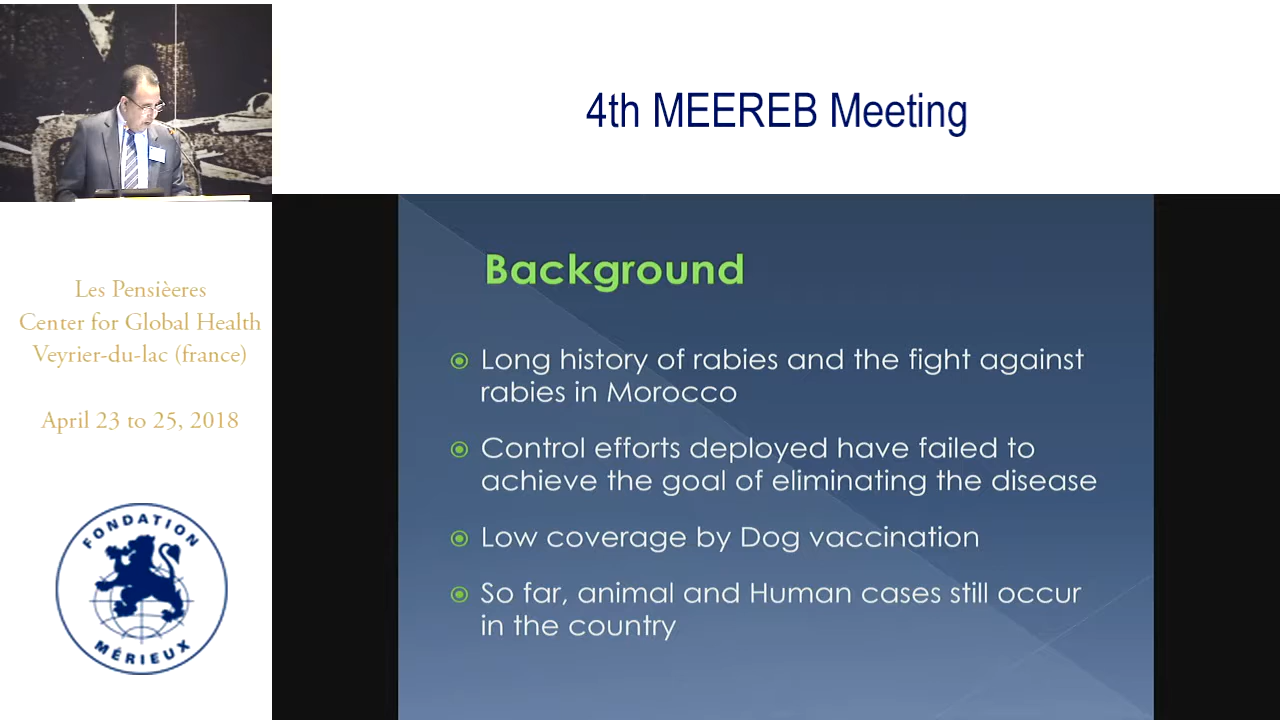 4th MEEREB Meeting
Les Pensièeres
Center for Global Health
Veyrier-du-lac (france)
April 23 to 25, 2018
FONDATION
MÉRIEUX
Background
Long history of rabies and the fight against
rabies in Morocco
Control efforts deployed have failed to
achieve the goal of eliminating the disease
Low coverage by Dog vaccination
So far, animal and Human cases still occur
in the country